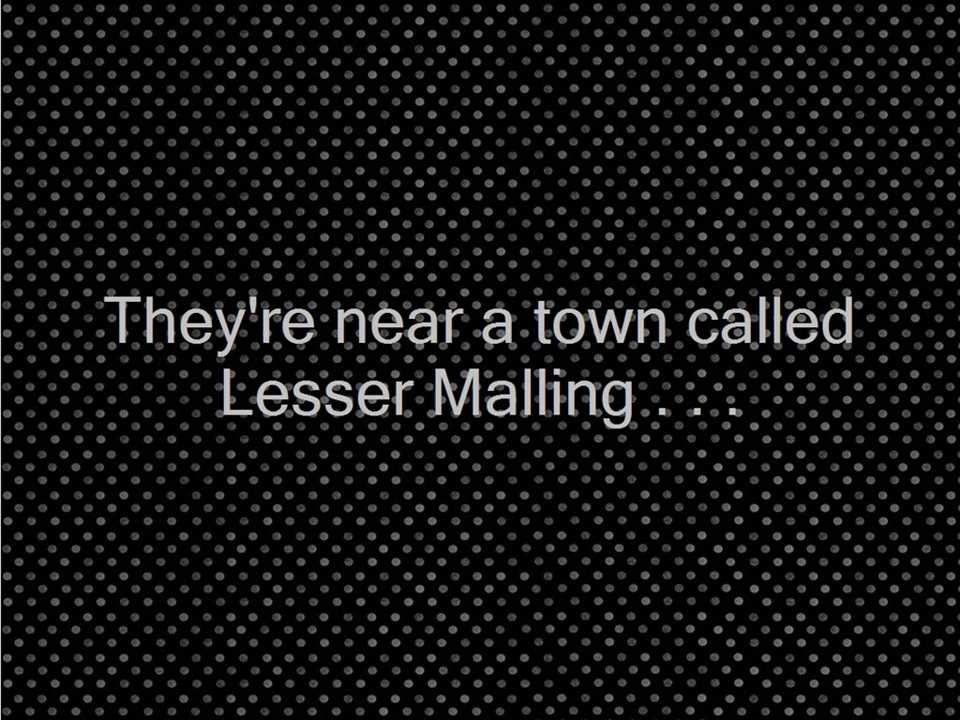 They're near a town called
Lesser Malling . . .